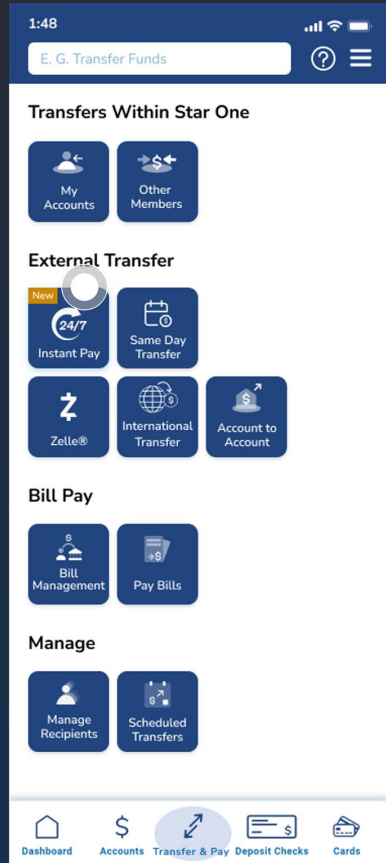 1:48
E. G. Transfer Funds
?
Transfers Within Star One
My
Accounts
$
Other
Members
External Transfer
New
24/7
Instant Pay
$
Same Day
Transfer
Zelle®
$
International
Transfer
$
Account to
Account
Bill Pay
$
Bill
Management
$
Pay Bills
Manage
Manage
Recipients
$
Scheduled
Transfers
Dashboard
$
Accounts
Transfer & Pay
$
Deposit Checks
Cards